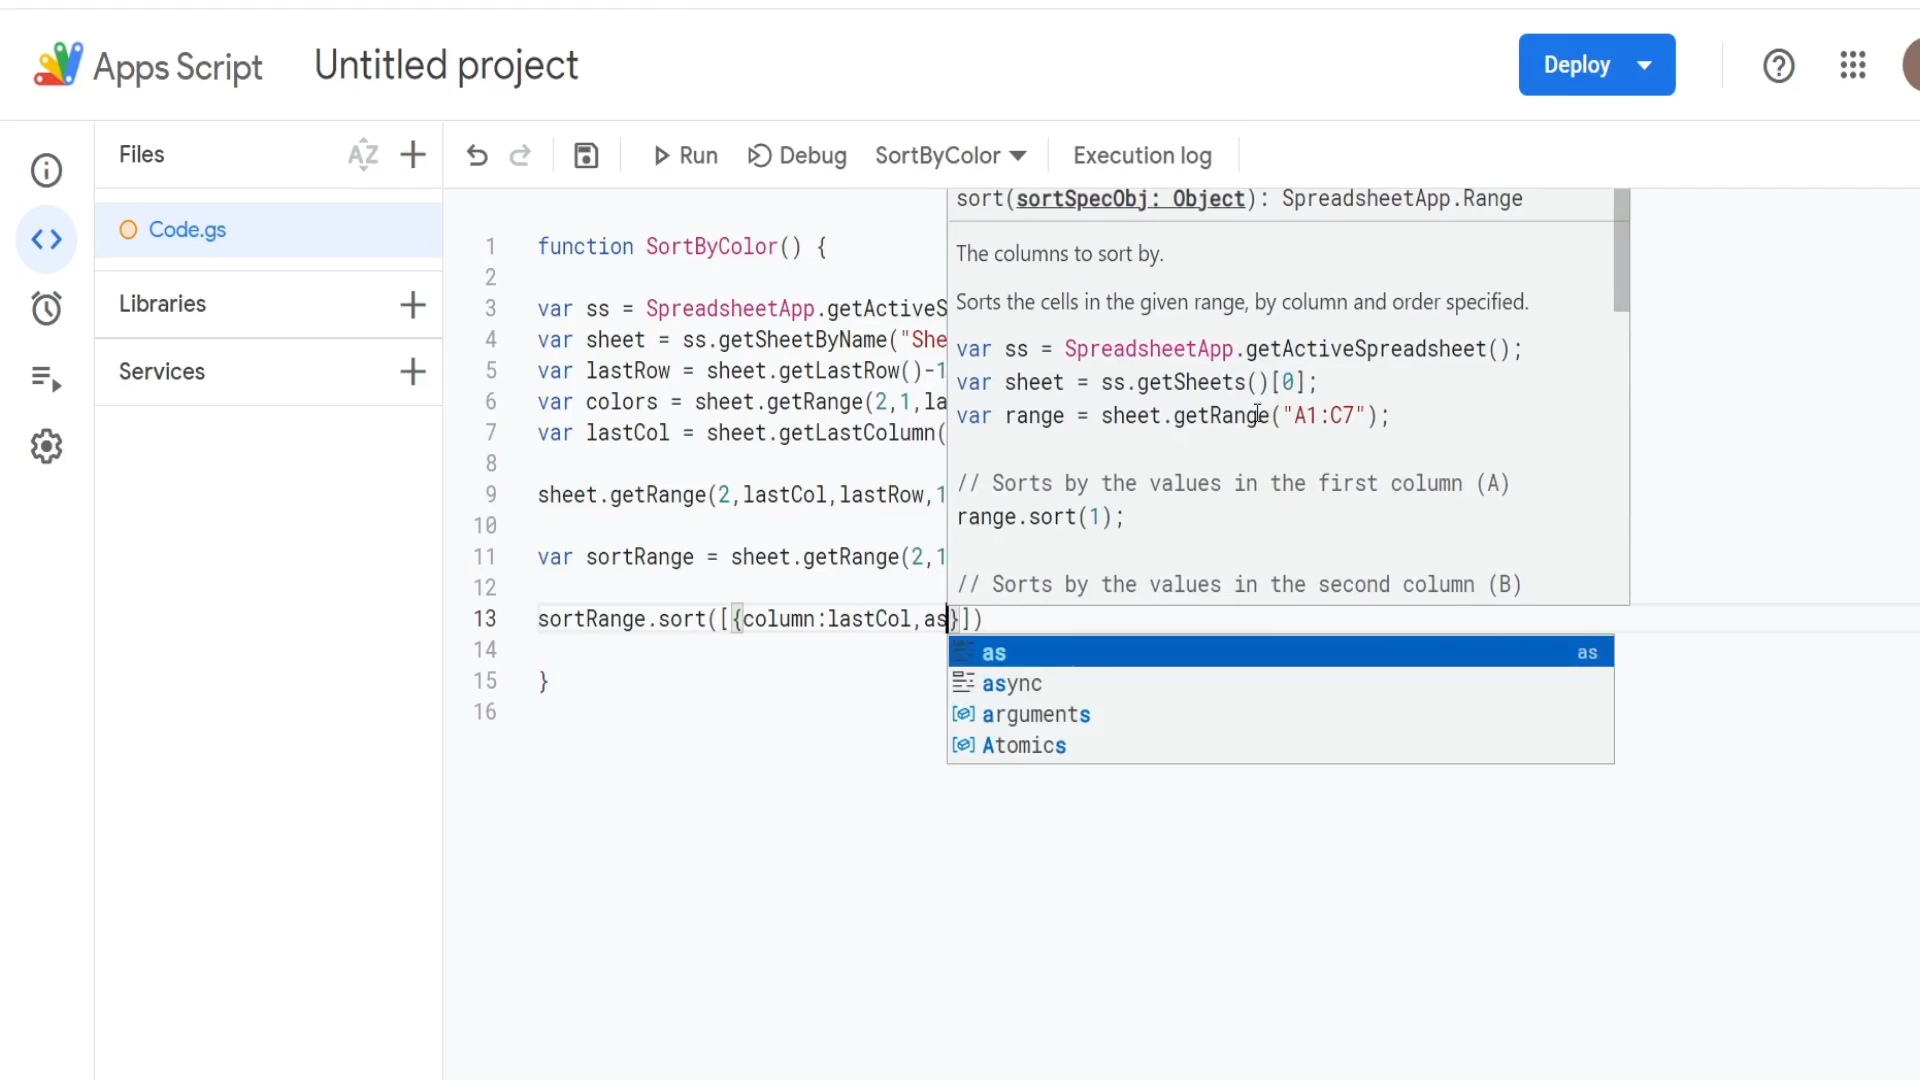 Apps Script
Untitled project
Deploy
Files
AZ
Run
Debug
SortByColor
Execution log
Code.gs
Libraries
Services
1 function SortByColor() {
2
3 var ss = SpreadsheetApp.getActiveS
4 var sheet = ss.getSheetByName("She
5 var lastRow = sheet.getLastRow()-1
6 var colors = sheet.getRange(2,1,la
7 var lastCol = sheet.getLastColumn(
8
9 sheet.getRange(2,lastCol,lastRow,1
10
11 var sortRange = sheet.getRange(2,1
12
13 sortRange.sort([{column:lastCol,as}])
14
15 }
16
sort(sortSpecObj: Object): SpreadsheetApp.Range
The columns to sort by.
Sorts the cells in the given range, by column and order specified.
var ss = SpreadsheetApp.getActiveSpreadsheet();
var sheet = ss.getSheets()[0];
var range = sheet.getRange("A1:C7");
// Sorts by the values in the first column (A)
range.sort(1);
// Sorts by the values in the second column (B)
as as
async
arguments
Atomics